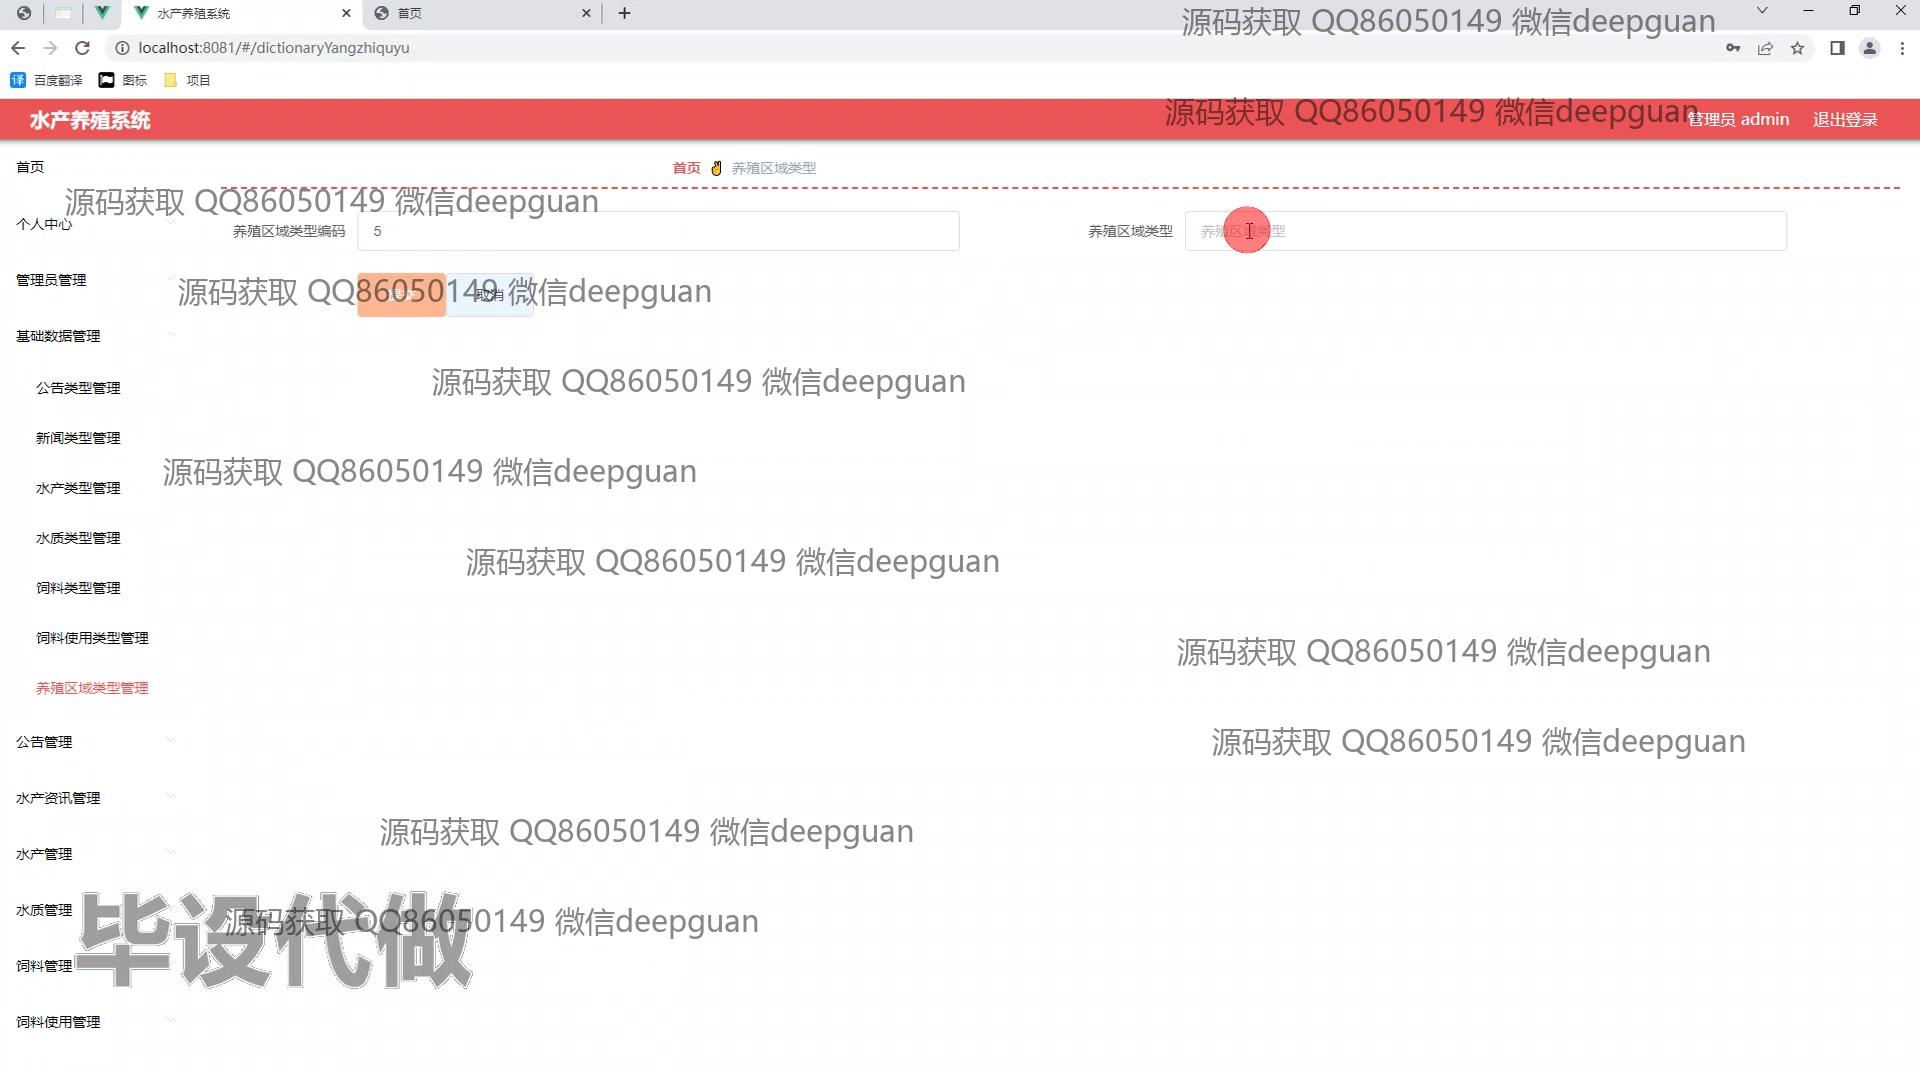 水产养殖系统
首页
源码获取 QQ86050149 微信deepguan
localhost:8081/#/dictionaryYangzhiquyu
百度翻译
图标
项目
水产养殖系统
源码获取 QQ86050149 微信deepguan
管理员 admin
退出登录
首页
首页
养殖区域类型
源码获取 QQ86050149 微信deepguan
个人中心
养殖区域类型编码
5
养殖区域类型
养殖区域类型
管理员管理
源码获取 QQ86050149 微信deepguan
取消
基础数据管理
公告类型管理
源码获取 QQ86050149 微信deepguan
新闻类型管理
源码获取 QQ86050149 微信deepguan
水产类型管理
水质类型管理
源码获取 QQ86050149 微信deepguan
饲料类型管理
饲料使用类型管理
源码获取 QQ86050149 微信deepguan
养殖区域类型管理
公告管理
源码获取 QQ86050149 微信deepguan
水产资讯管理
源码获取 QQ86050149 微信deepguan
水产管理
水质管理
源码获取 QQ86050149 微信deepguan
毕设代做
饲料管理
饲料使用管理